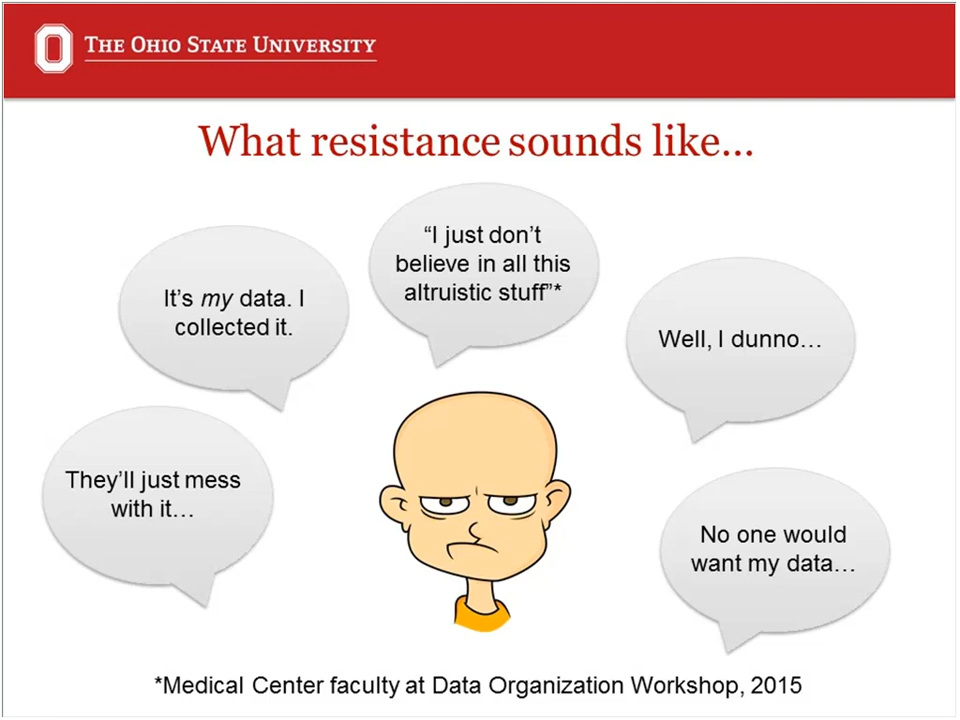 THE OHIO STATE UNIVERSITY
What resistance sounds like...
"I just don't
believe in all this
altruistic stuff"*
It's my data. I
collected it.
Well, I dunno...
They'll just mess
with it...
No one would
want my data...
*Medical Center faculty at Data Organization Workshop, 2015